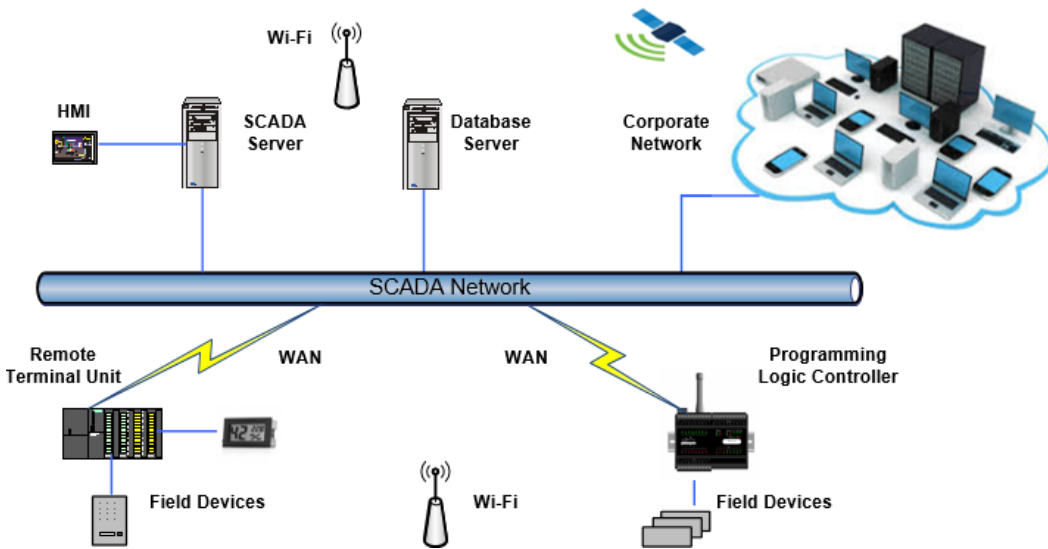 Wi-Fi
HMI
SCADA
Server
Database
Server
Corporate
Network
SCADA Network
Remote
Terminal Unit
WAN
WAN
Programming
Logic Controller
Field Devices
Wi-Fi
Field Devices